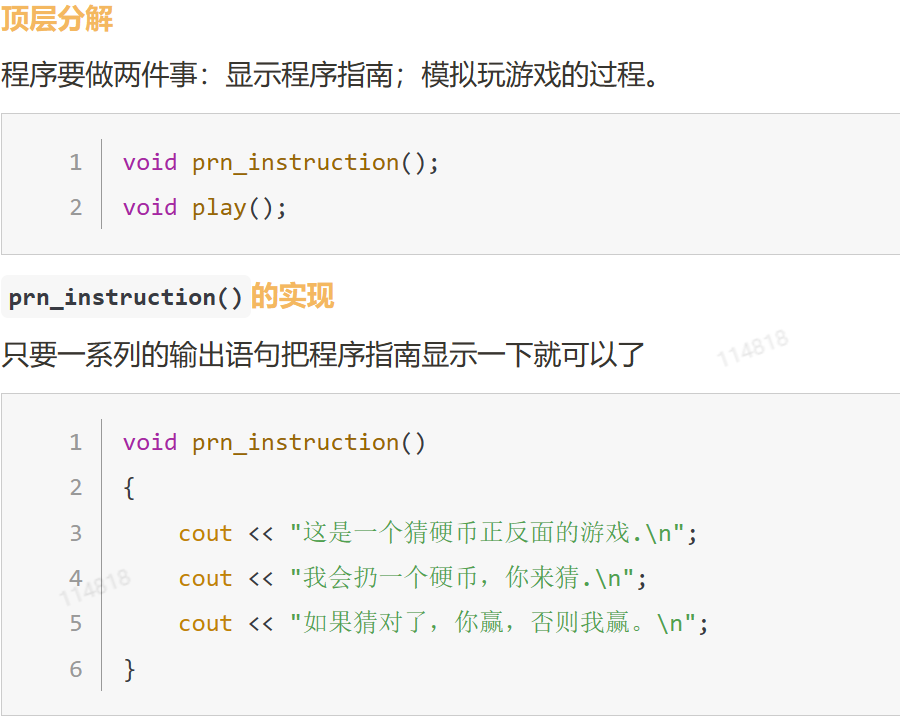 顶层分解
程序要做两件事：显示程序指南；模拟玩游戏的过程。
1 void prn_instruction();
2 void play();
prn_instruction()的实现
只要一系列的输出语句把程序指南显示一下就可以了
114818
1 void prn_instruction()
2 {
3 cout << "这是一个猜硬币正反面的游戏.\n";
4 cout << "我会扔一个硬币，你来猜.\n";
114818
5 cout << "如果猜对了，你赢，否则我赢。\n";
6 }